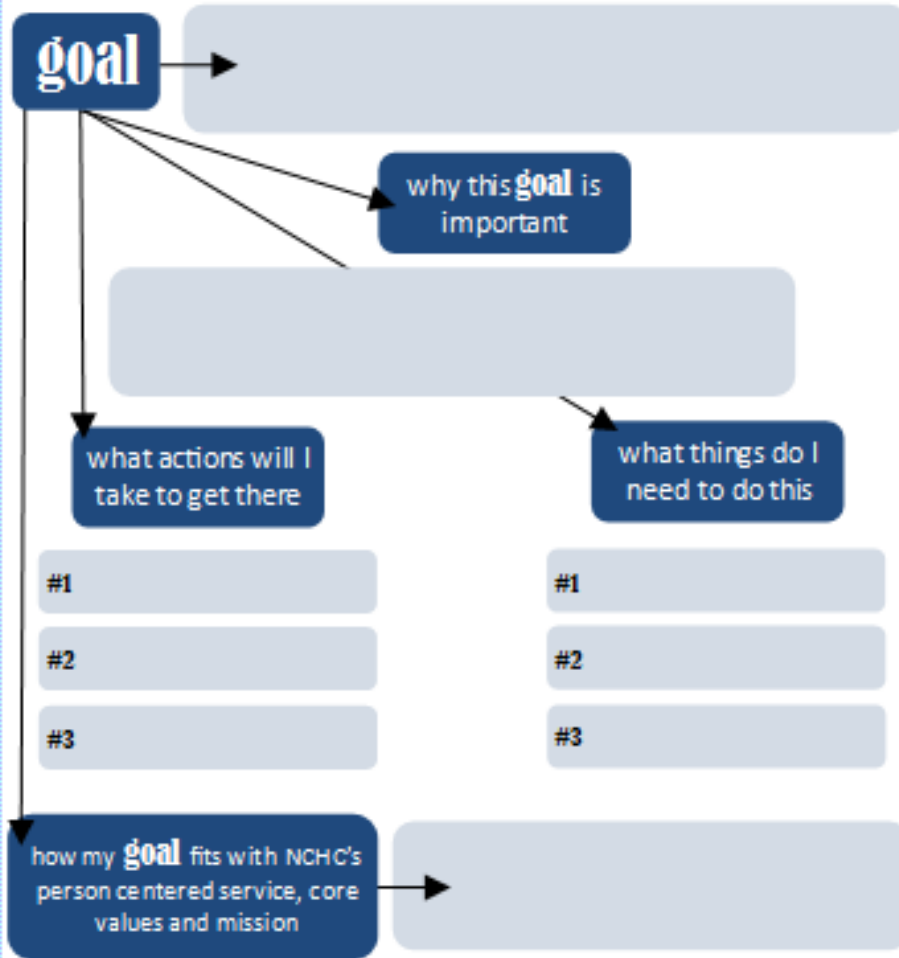 goal
why this goal is
important
what actions will I
take to get there
#1
#2
#3
what things do I
need to do this
#1
#2
#3
how my goal fits with NCHC's
person centered service, core
values and mission